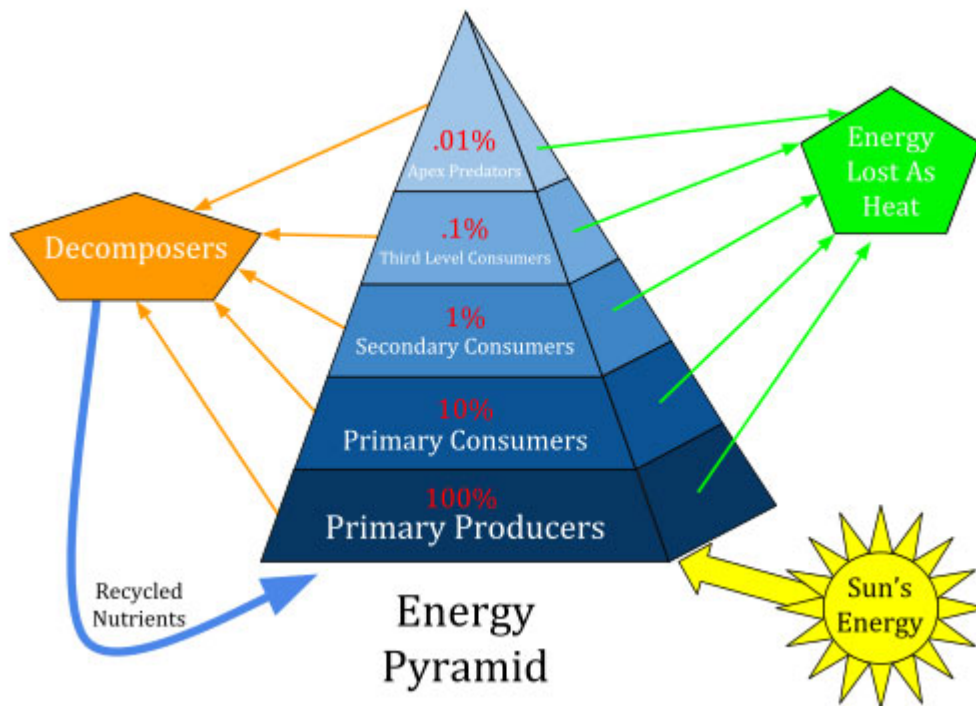 .01%
Apex Predators
.1%
Third Level Consumers
1%
Secondary Consumers
10%
Primary Consumers
100%
Primary Producers
Decomposers
Energy
Lost As
Heat
Recycled
Nutrients
Sun's
Energy
Energy
Pyramid